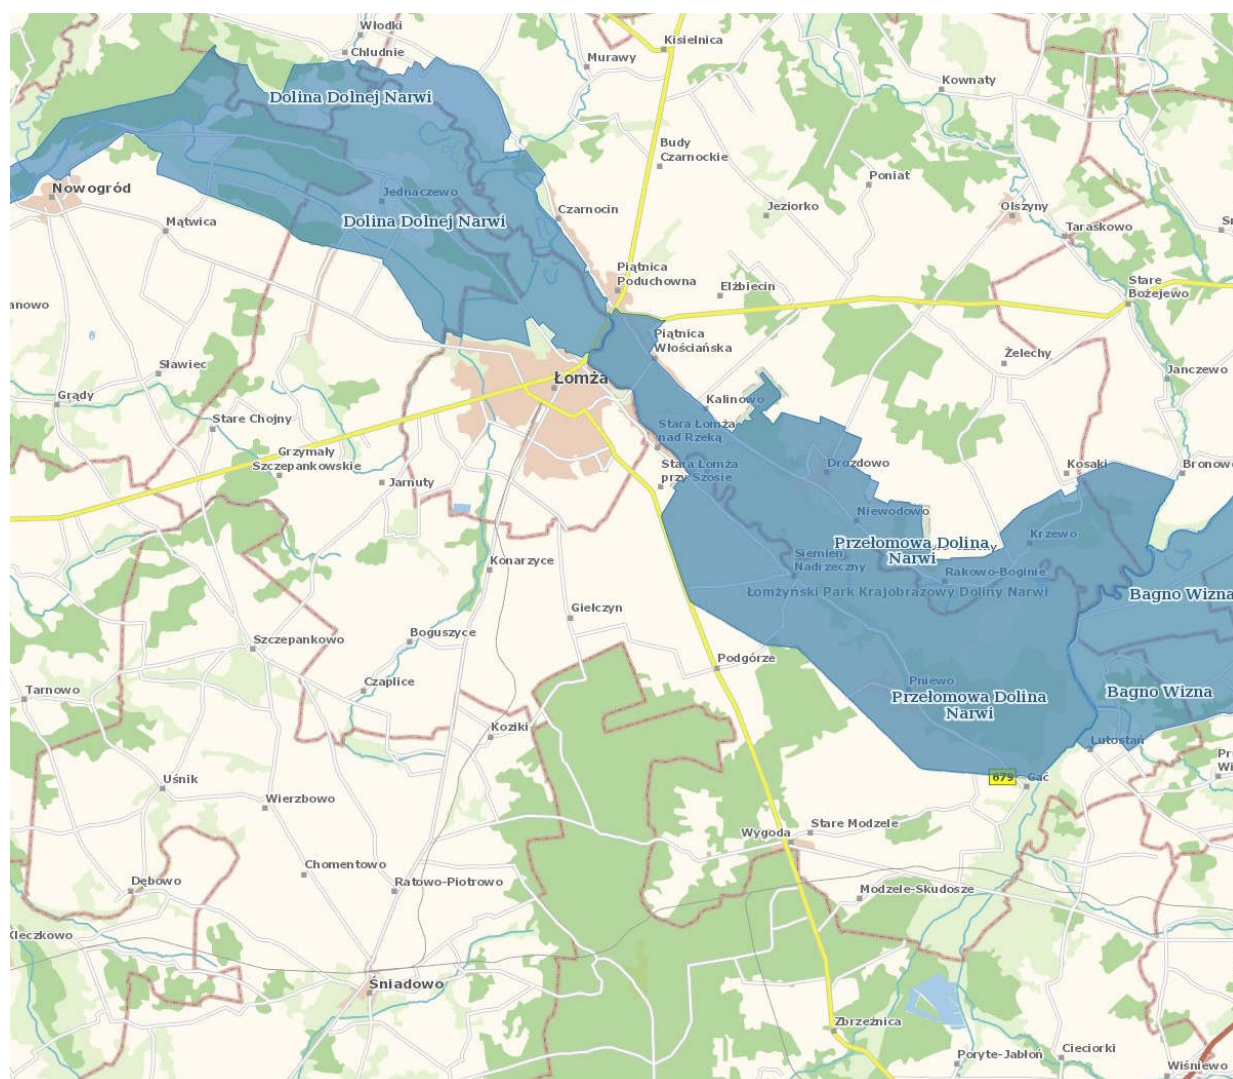 Włodki
Chludnie
Kisielnica
Murawy
Kownaty
Dolina Dolnej Narwi
Budy
Czarnockie
Poniat
Nowogród
Jednaczewo
Mątwica
Dolina Dolnej Narwi
Czarnocin
Jeziorko
Olszyny
Taraskowo
Piątnica
Poduchowna
Elżbiecin
Stare
Bożejewo
anowo
Piątnica
Włościańska
Żelechy
Sławiec
Łomża
Janczewo
Grądy
Kalinowo
Stare Chojny
Stara Łomża
nad Rzeką
Grzymały
Szczepankowskie
Jarnuty
Stara Łomża
przy Szosie
Drozdowo
Kosaki
Bronowo
Niewodowo
Krzewo
Przełomowa Dolina
Narwi
Konarzyce
Siemień
Nadrzeczny
Rakowo-Boginie
Łomżyński Park Krajobrazowy Doliny Narwi
Bagno Wizna
Giełczyn
Szczepankowo
Boguszyce
Podgórze
Tarnowo
Czaplice
Pniewo
Przełomowa Dolina
Narwi
Bagno Wizna
Koziki
Lutostań
Uśnik
679
Gać
Wierzbowo
Wygoda
Stare Modzele
Chomentowo
Dębowo
Ratowo-Piotrowo
Modzele-Skudosze
Kleczkowo
Śniadowo
Zbrzeźnica
Poryte-Jabłoń
Cieciorki
Wiśniewo